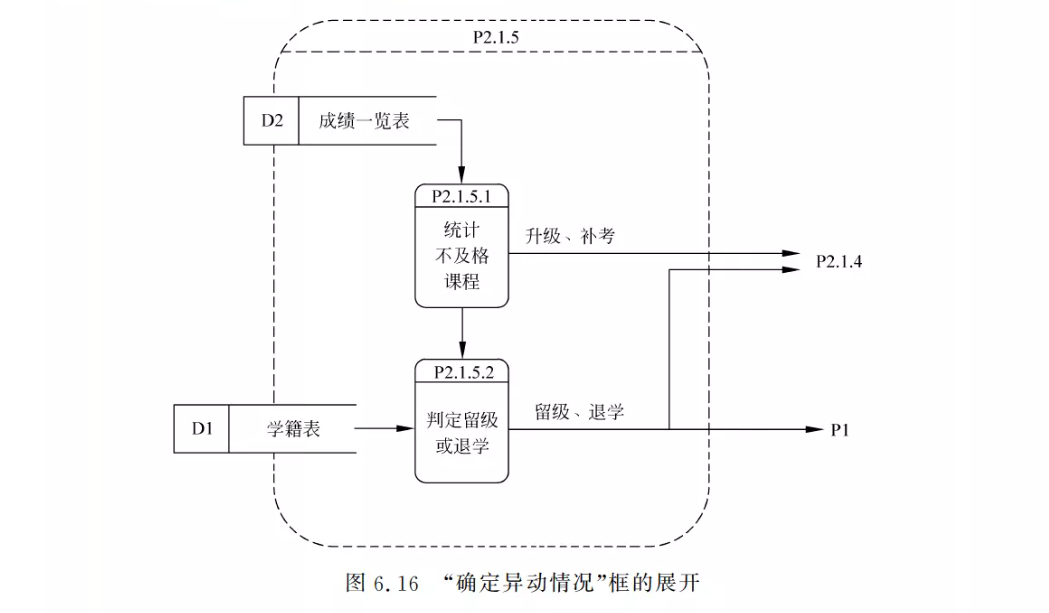 P2.1.5
D2 成绩一览表
P2.1.5.1
统计
不及格
课程
升级、补考
P2.1.4
P2.1.5.2
判定留级
或退学
D1 学籍表
留级、退学
P1
图 6.16 “确定异动情况”框的展开